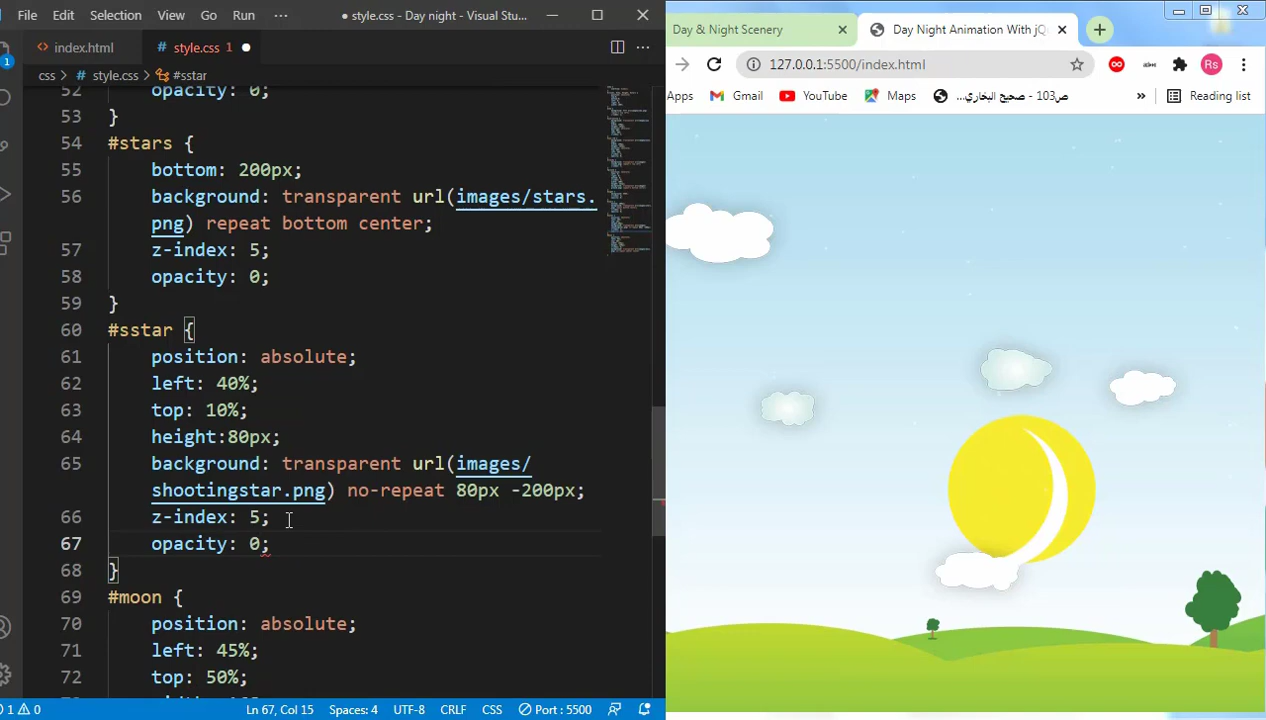 File Edit Selection View Go Run ··· ● style.css - Day night - Visual Stu...
index.html # style.css 1 ●
css > # style.css > #sstar
52 opacity: 0;
53 }
54 #stars {
55 bottom: 200px;
56 background: transparent url(images/stars.
png) repeat bottom center;
57 z-index: 5;
58 opacity: 0;
59 }
60 #sstar {
61 position: absolute;
62 left: 40%;
63 top: 10%;
64 height:80px;
65 background: transparent url(images/
shootingstar.png) no-repeat 80px -200px;
66 z-index: 5;
67 opacity: 0;
68 }
69 #moon {
70 position: absolute;
71 left: 45%;
72 top: 50%;
1 0 Ln 67, Col 15 Spaces: 4 UTF-8 CRLF CSS Port : 5500
Day & Night Scenery Day Night Animation With jQ
127.0.0.1:5500/index.html Rs
Apps Gmail YouTube Maps ص103 - صحيح البخاري... » Reading list